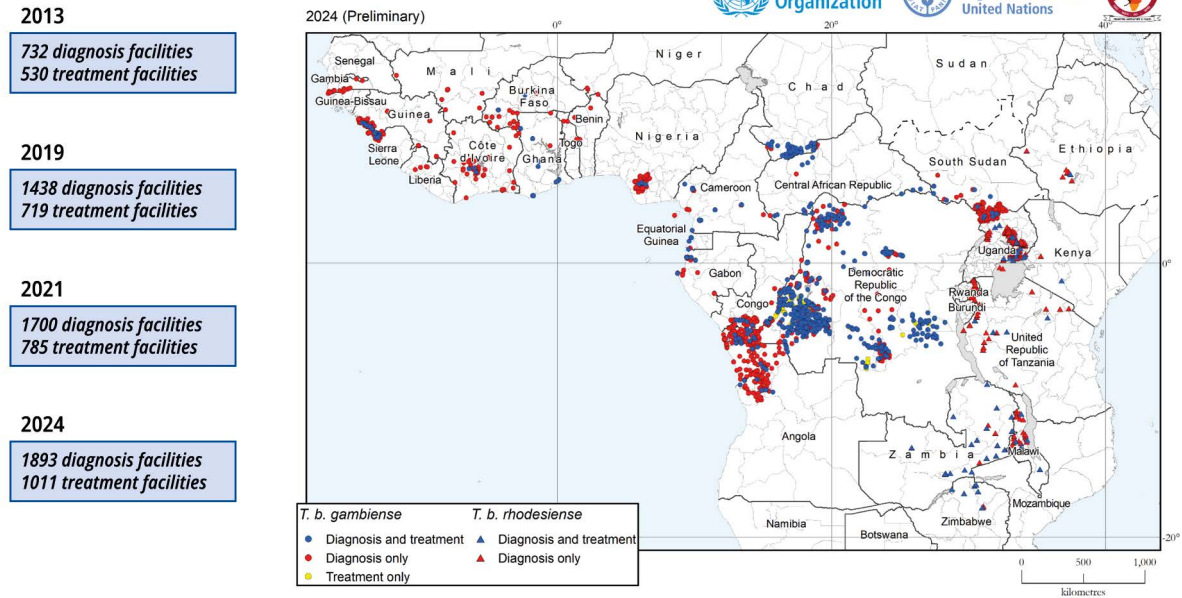 2013
732 diagnosis facilities
530 treatment facilities
2019
1438 diagnosis facilities
719 treatment facilities
2021
1700 diagnosis facilities
785 treatment facilities
2024
1893 diagnosis facilities
1011 treatment facilities
Organization
United Nations
2024 (Preliminary)
0°
20°
40°
Niger
Sudan
Senegal
Mali
Chad
Gambia
Burkina
Faso
Guinea-Bissau
Guinea
Benin
Nigeria
Ethiopia
Sierra
Leone
Côte
d'Ivoire
Ghana
Togo
South Sudan
Liberia
Cameroon
Central African Republic
Equatorial
Guinea
Uganda
Kenya
0°
Gabon
Democratic
Republic
of the Congo
Congo
Rwanda
Burundi
United
Republic
of Tanzania
Angola
Zambia
Malawi
Mozambique
Zimbabwe
Namibia
Botswana
-20°
T. b. gambiense
T. b. rhodesiense
Diagnosis and treatment
Diagnosis and treatment
Diagnosis only
Diagnosis only
Treatment only
0
500
1,000
kilometres